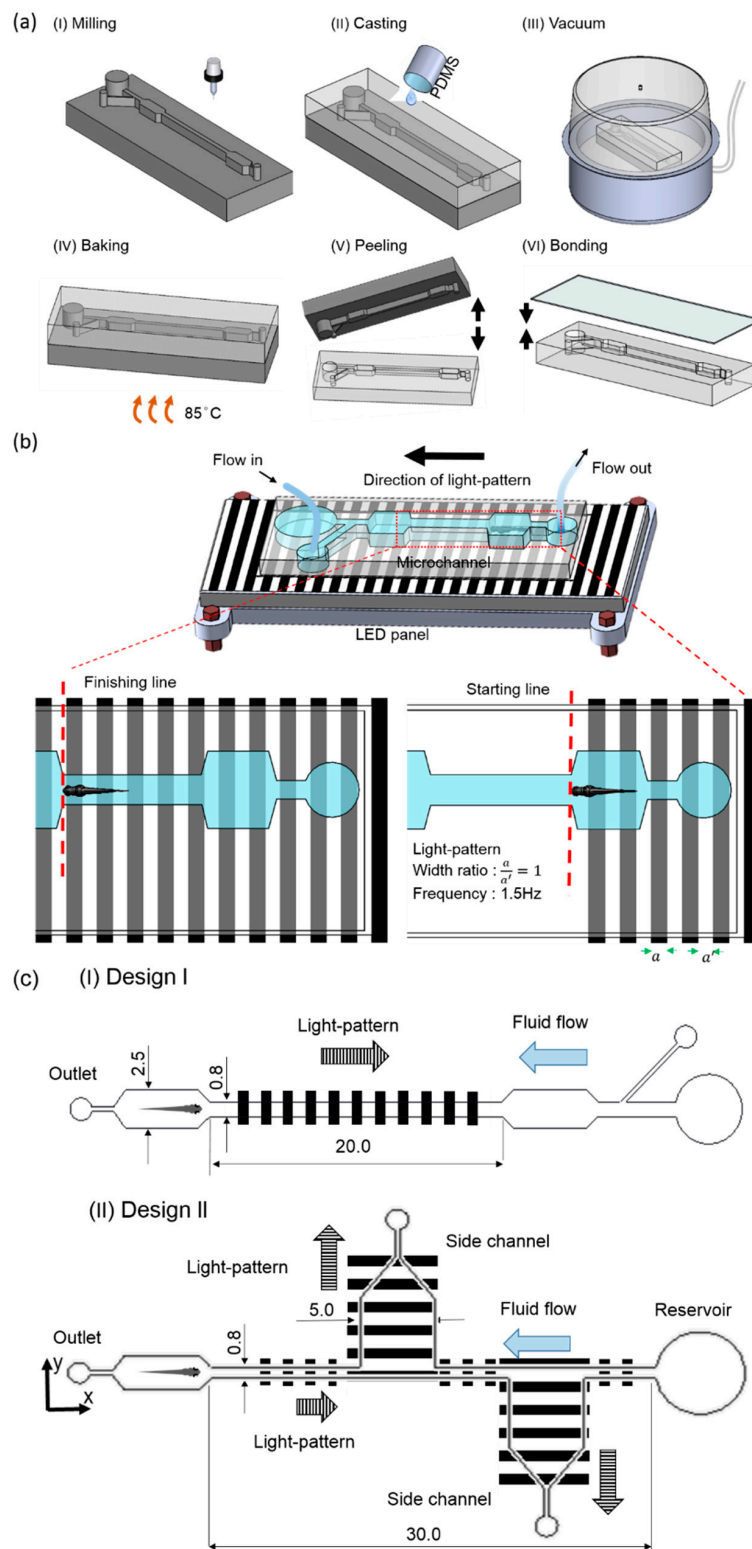 (a)
(I) Milling
(II) Casting
(III) Vacuum
PDMS
(IV) Baking
(V) Peeling
(VI) Bonding
85°C
(b)
Flow in
Direction of light-pattern
Flow out
Microchannel
LED panel
Finishing line
Starting line
Light-pattern
Width ratio : a/a′ = 1
Frequency : 1.5Hz
a
a′
(c)
(I) Design I
Light-pattern
Fluid flow
Outlet
2.5
0.8
20.0
(II) Design II
Light-pattern
Side channel
5.0
Fluid flow
Reservoir
Outlet
0.8
y
x
Light-pattern
Side channel
30.0